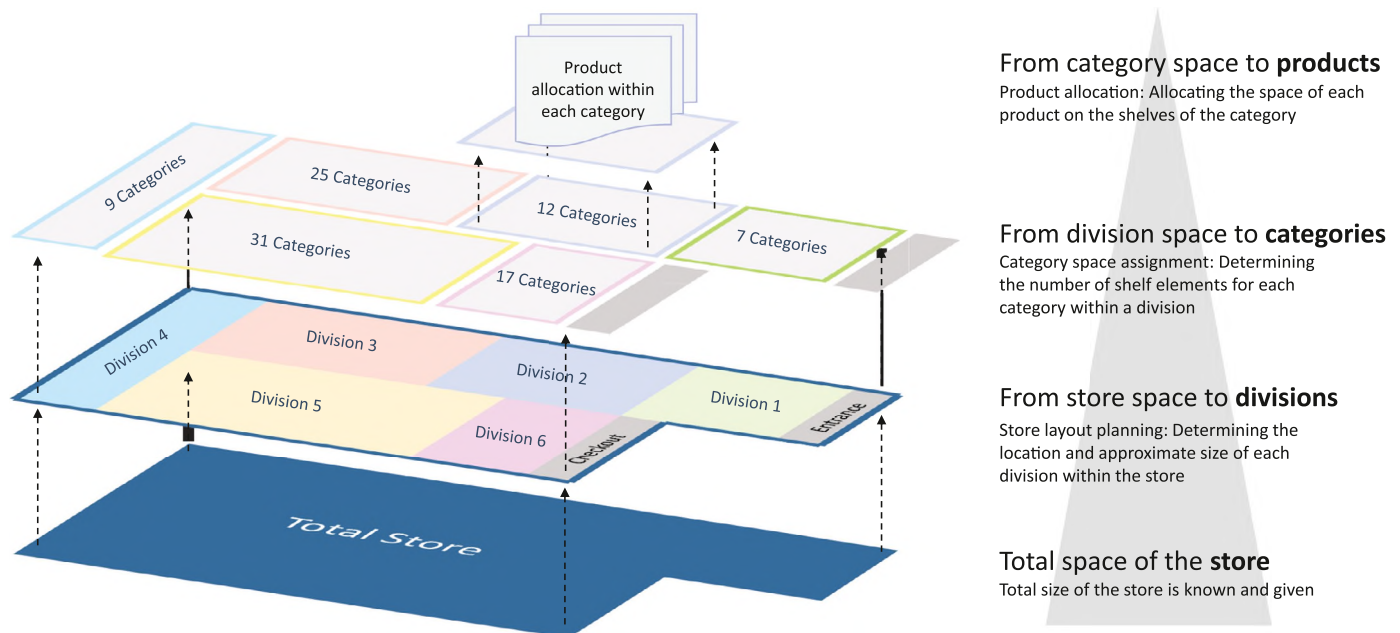 Product
allocation within
each category
9 Categories
25 Categories
12 Categories
7 Categories
31 Categories
17 Categories
Division 4
Division 3
Division 2
Division 1
Entrance
Division 5
Division 6
Checkout
Total Store
From category space to products
Product allocation: Allocating the space of each
product on the shelves of the category
From division space to categories
Category space assignment: Determining
the number of shelf elements for each
category within a division
From store space to divisions
Store layout planning: Determining the
location and approximate size of each
division within the store
Total space of the store
Total size of the store is known and given